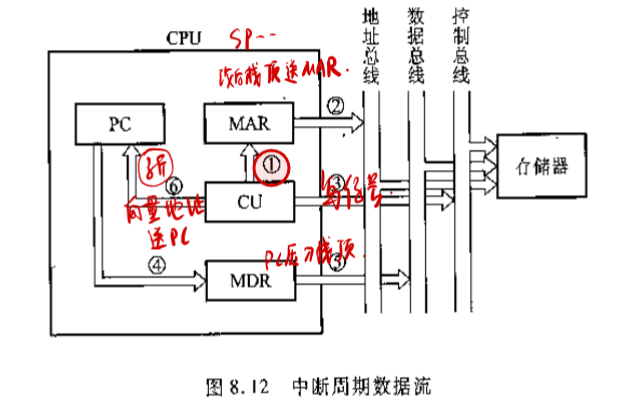 CPU SP--
改后栈顶送MAR.
地址总线
数据总线
控制总线
PC
MAR
②
存储器
新
①
⑥
CU
③
写信号
向量地址
送PC
④
MDR
PC压入栈顶.
⑤
图 8.12 中断周期数据流